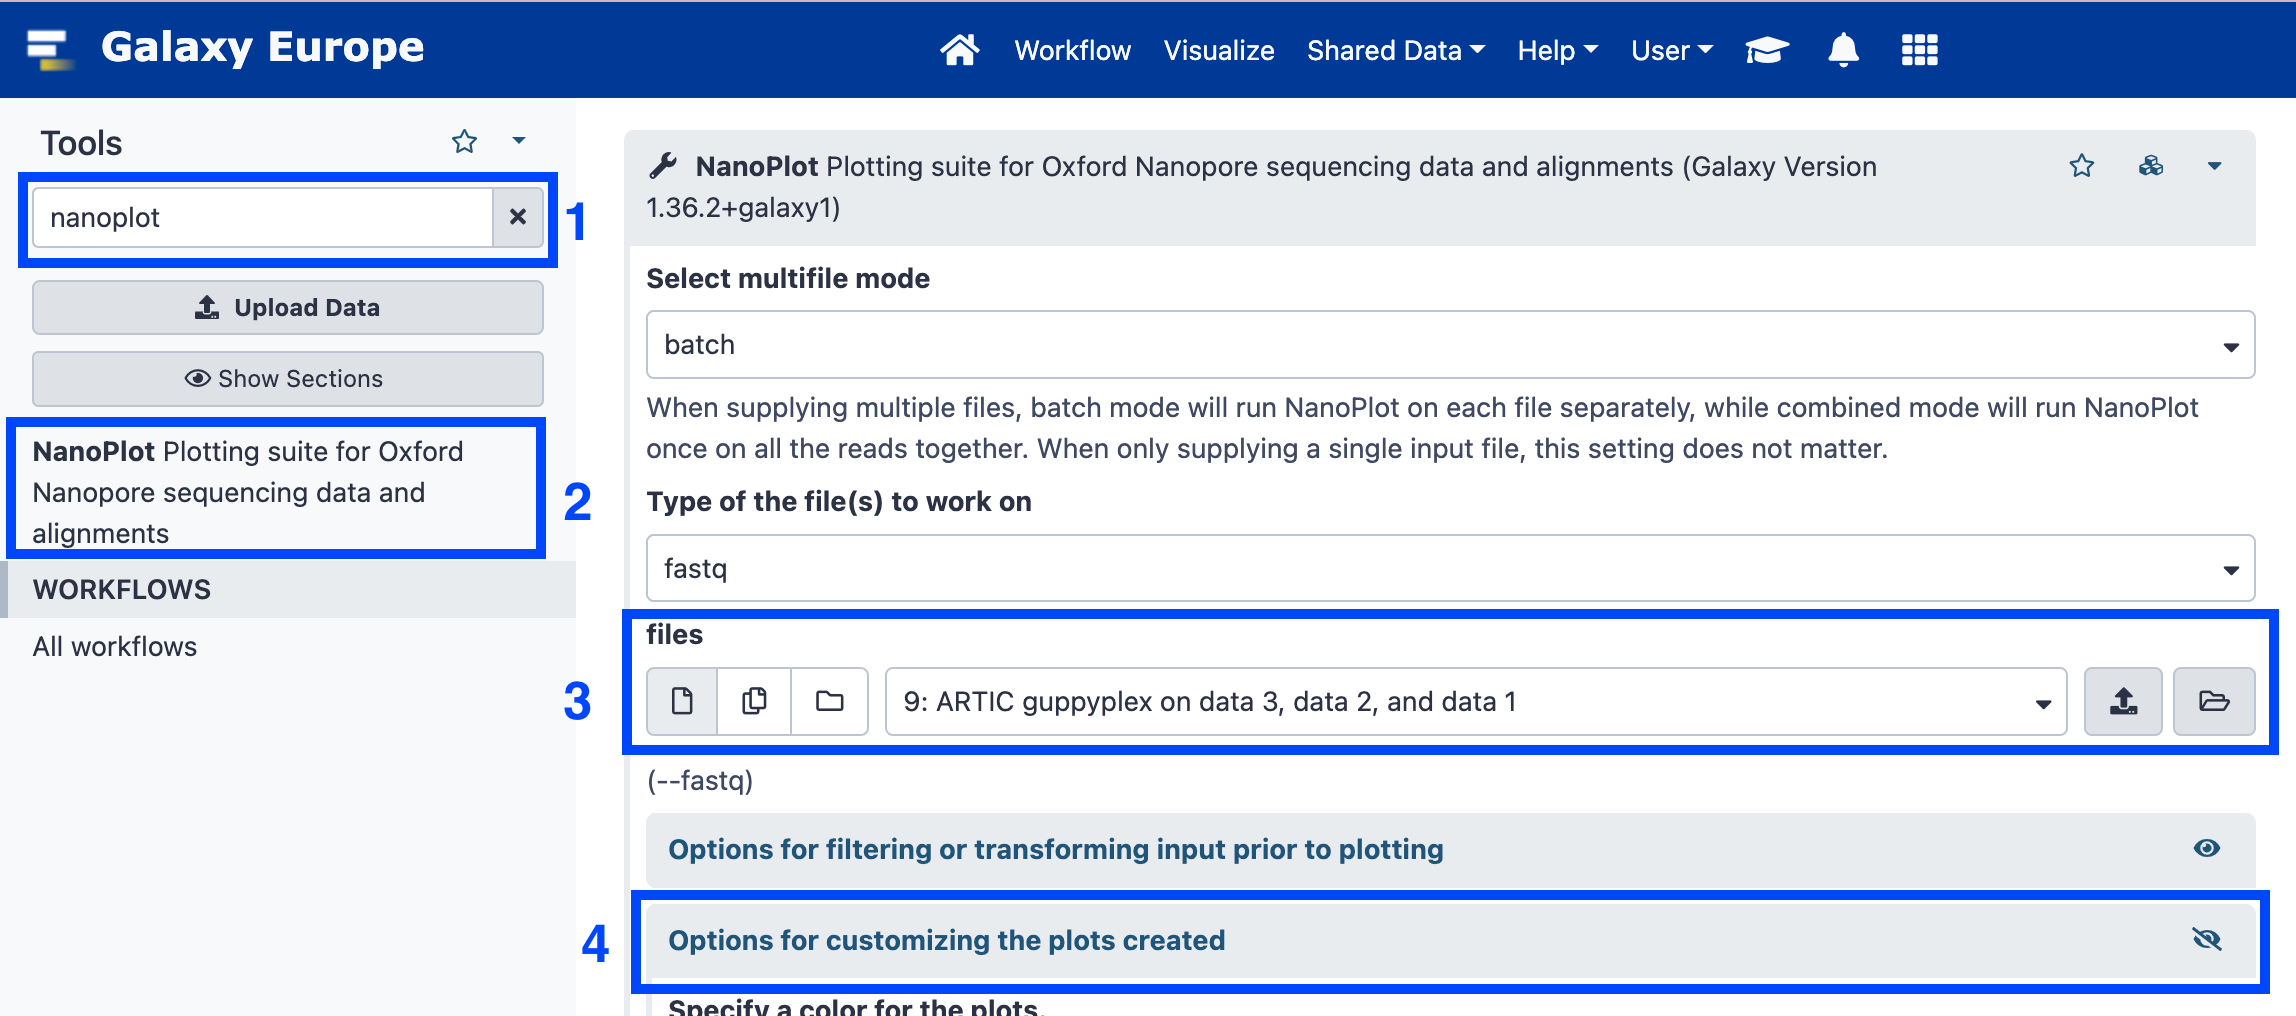 Galaxy Europe
Workflow Visualize Shared Data Help User
Tools
nanoplot
1
Upload Data
Show Sections
NanoPlot Plotting suite for Oxford
Nanopore sequencing data and
alignments
2
WORKFLOWS
All workflows
NanoPlot Plotting suite for Oxford Nanopore sequencing data and alignments (Galaxy Version
1.36.2+galaxy1)
Select multifile mode
batch
When supplying multiple files, batch mode will run NanoPlot on each file separately, while combined mode will run NanoPlot
once on all the reads together. When only supplying a single input file, this setting does not matter.
Type of the file(s) to work on
fastq
files
3
9: ARTIC guppyplex on data 3, data 2, and data 1
(--fastq)
Options for filtering or transforming input prior to plotting
4
Options for customizing the plots created
Specify a color for the plots.